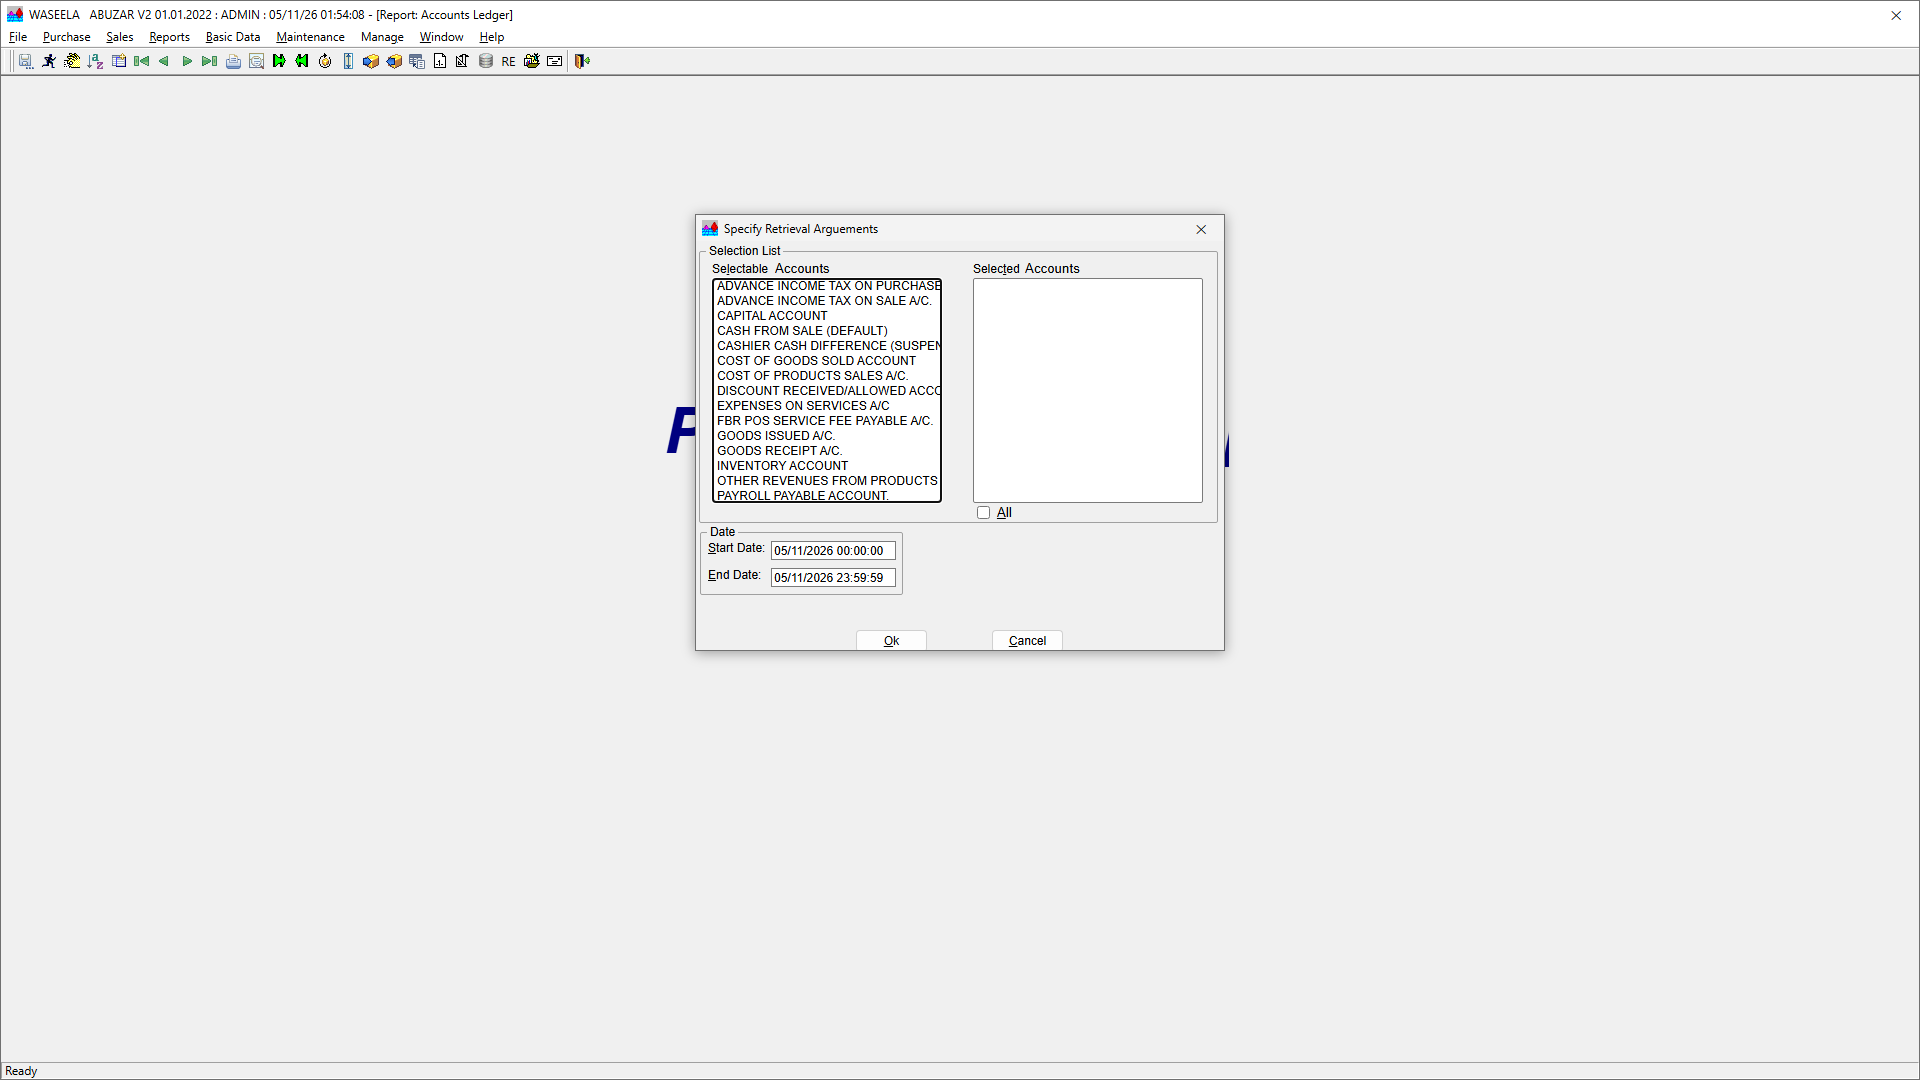 WASEELA   ABUZAR V2 01.01.2022 : ADMIN : 05/11/26 01:54:08 - [Report: Accounts Ledger]
File Purchase Sales Reports Basic Data Maintenance Manage Window Help
RE
Specify Retrieval Arguements
Selection List
Selectable Accounts
ADVANCE INCOME TAX ON PURCHASE
ADVANCE INCOME TAX ON SALE A/C.
CAPITAL ACCOUNT
CASH FROM SALE (DEFAULT)
CASHIER CASH DIFFERENCE (SUSPEN
COST OF GOODS SOLD ACCOUNT
COST OF PRODUCTS SALES A/C.
DISCOUNT RECEIVED/ALLOWED ACCO
EXPENSES ON SERVICES A/C
FBR POS SERVICE FEE PAYABLE A/C.
GOODS ISSUED A/C.
GOODS RECEIPT A/C.
INVENTORY ACCOUNT
OTHER REVENUES FROM PRODUCTS
PAYROLL PAYABLE ACCOUNT.
Selected Accounts
All
Date
Start Date: 05/11/2026 00:00:00
End Date: 05/11/2026 23:59:59
Ok Cancel
Ready